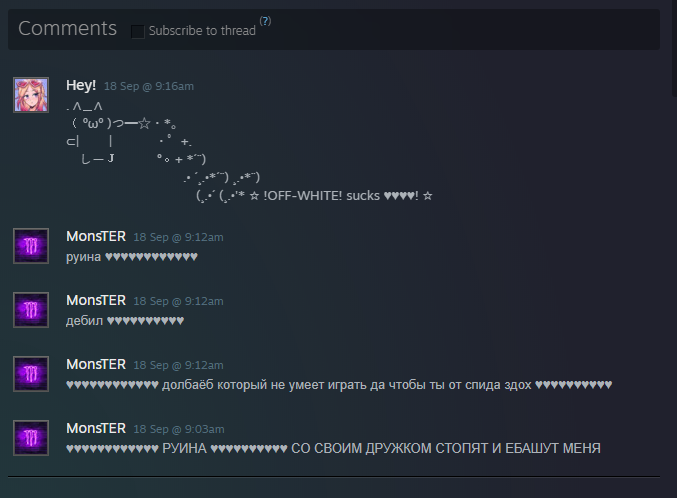 Comments Subscribe to thread (?)
Hey! 18 Sep @ 9:16am
. ∧＿∧
（ ºωº )つ━☆・*。
⊂| | ・゜+.
しーＪ °。+ *´¨)
.• ´¸.•*´¨) ¸.•*¨)
(¸.•´ (¸.•'* ☆ !OFF-WHITE! sucks ♥♥♥♥! ☆
MonsTER 18 Sep @ 9:12am
руина ♥♥♥♥♥♥♥♥♥♥♥♥
MonsTER 18 Sep @ 9:12am
дебил ♥♥♥♥♥♥♥♥♥♥
MonsTER 18 Sep @ 9:12am
♥♥♥♥♥♥♥♥♥♥♥♥ долбаёб который не умеет играть да чтобы ты от спида здох ♥♥♥♥♥♥♥♥♥♥
MonsTER 18 Sep @ 9:03am
♥♥♥♥♥♥♥♥♥♥♥♥ РУИНА ♥♥♥♥♥♥♥♥♥♥ СО СВОИМ ДРУЖКОМ СТОПЯТ И ЕБАШУТ МЕНЯ